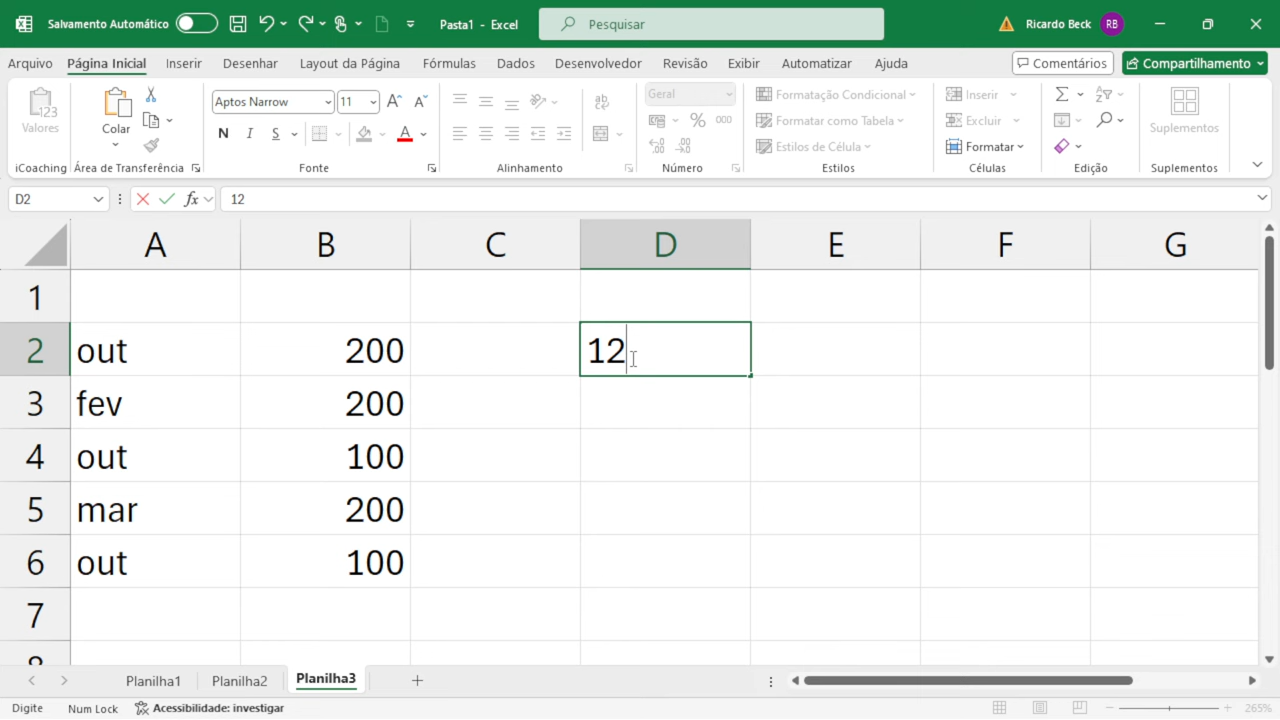 Salvamento Automático
Pasta1 - Excel
Pesquisar
Ricardo Beck
RB
Arquivo
Página Inicial
Inserir
Desenhar
Layout da Página
Fórmulas
Dados
Desenvolvedor
Revisão
Exibir
Automatizar
Ajuda
Comentários
Compartilhamento
123
Valores
iCoaching
Colar
Área de Transferência
Aptos Narrow
11
N I S
Fonte
ab
Alinhamento
Geral
% 000
Número
Formatação Condicional
Formatar como Tabela
Estilos de Célula
Estilos
Inserir
Excluir
Formatar
Células
Edição
Suplementos
Suplementos
D2
fx
12
A B C D E F G
1
2 out 200 12
3 fev 200
4 out 100
5 mar 200
6 out 100
7
8
Planilha1
Planilha2
Planilha3
Digite
Num Lock
Acessibilidade: investigar
265%